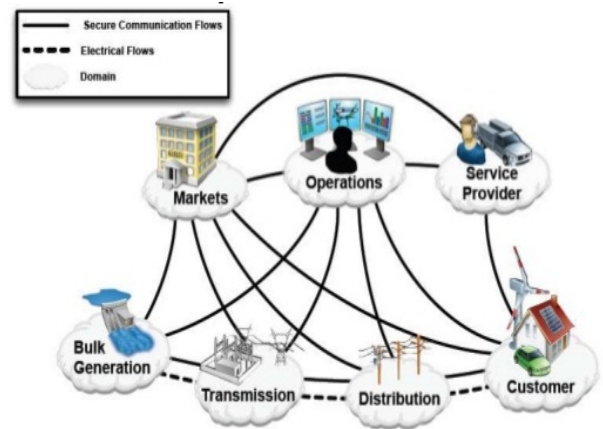 Secure Communication Flows
Electrical Flows
Domain
Markets
Operations
Service
Provider
Bulk
Generation
Transmission
Distribution
Customer